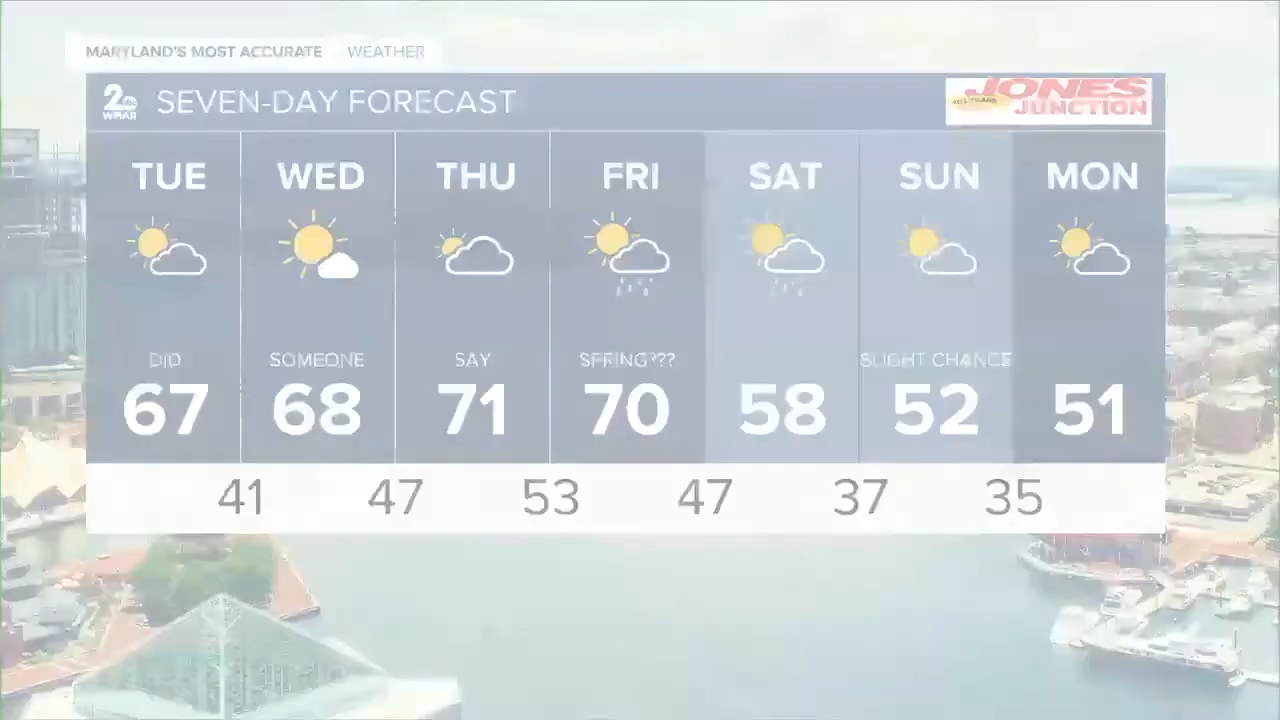 MARYLAND'S MOST ACCURATE WEATHER
2 abc WMAR SEVEN-DAY FORECAST JONES JUNCTION
TUE WED THU FRI SAT SUN MON
DID SOMEONE SAY SPRING??? SLIGHT CHANCE
67 68 71 70 58 52 51
41 47 53 47 37 35